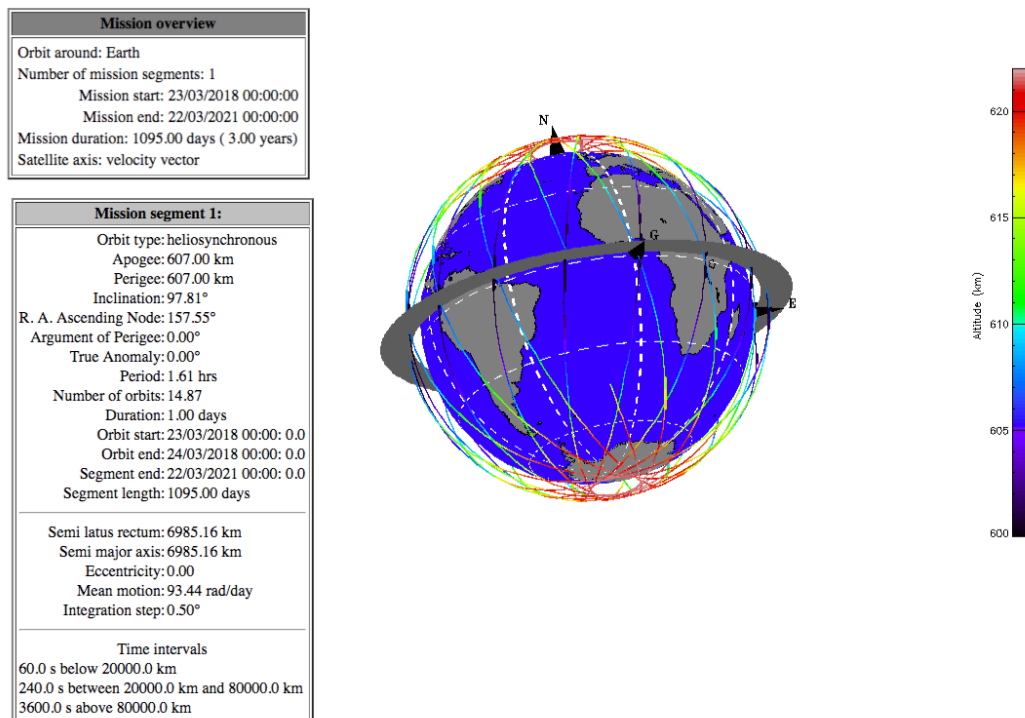 Mission overview
Orbit around: Earth
Number of mission segments: 1
Mission start: 23/03/2018 00:00:00
Mission end: 22/03/2021 00:00:00
Mission duration: 1095.00 days ( 3.00 years)
Satellite axis: velocity vector
Mission segment 1:
Orbit type: heliosynchronous
Apogee: 607.00 km
Perigee: 607.00 km
Inclination: 97.81°
R. A. Ascending Node: 157.55°
Argument of Perigee: 0.00°
True Anomaly: 0.00°
Period: 1.61 hrs
Number of orbits: 14.87
Duration: 1.00 days
Orbit start: 23/03/2018 00:00: 0.0
Orbit end: 24/03/2018 00:00: 0.0
Segment end: 22/03/2021 00:00: 0.0
Segment length: 1095.00 days
Semi latus rectum: 6985.16 km
Semi major axis: 6985.16 km
Eccentricity: 0.00
Mean motion: 93.44 rad/day
Integration step: 0.50°
Time intervals
60.0 s below 20000.0 km
240.0 s between 20000.0 km and 80000.0 km
3600.0 s above 80000.0 km
N
G
E
620
615
610
605
600
Altitude (km)